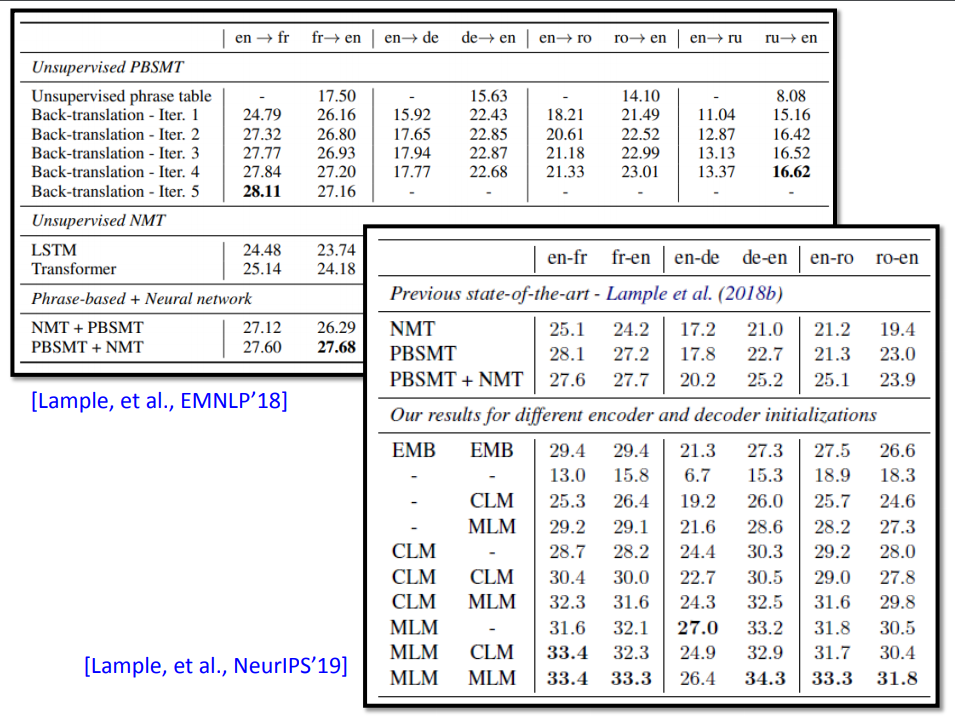 en → fr fr→ en en→ de de→ en en→ ro ro→ en en→ ru ru→ en
Unsupervised PBSMT
Unsupervised phrase table - 17.50 - 15.63 - 14.10 - 8.08
Back-translation - Iter. 1 24.79 26.16 15.92 22.43 18.21 21.49 11.04 15.16
Back-translation - Iter. 2 27.32 26.80 17.65 22.85 20.61 22.52 12.87 16.42
Back-translation - Iter. 3 27.77 26.93 17.94 22.87 21.18 22.99 13.13 16.52
Back-translation - Iter. 4 27.84 27.20 17.77 22.68 21.33 23.01 13.37 16.62
Back-translation - Iter. 5 28.11 27.16 - - - - - -
Unsupervised NMT
LSTM 24.48 23.74
Transformer 25.14 24.18
Phrase-based + Neural network
NMT + PBSMT 27.12 26.29
PBSMT + NMT 27.60 27.68
[Lample, et al., EMNLP’18]
en-fr fr-en en-de de-en en-ro ro-en
Previous state-of-the-art - Lample et al. (2018b)
NMT 25.1 24.2 17.2 21.0 21.2 19.4
PBSMT 28.1 27.2 17.8 22.7 21.3 23.0
PBSMT + NMT 27.6 27.7 20.2 25.2 25.1 23.9
Our results for different encoder and decoder initializations
EMB EMB 29.4 29.4 21.3 27.3 27.5 26.6
- - 13.0 15.8 6.7 15.3 18.9 18.3
- CLM 25.3 26.4 19.2 26.0 25.7 24.6
- MLM 29.2 29.1 21.6 28.6 28.2 27.3
CLM - 28.7 28.2 24.4 30.3 29.2 28.0
CLM CLM 30.4 30.0 22.7 30.5 29.0 27.8
CLM MLM 32.3 31.6 24.3 32.5 31.6 29.8
MLM - 31.6 32.1 27.0 33.2 31.8 30.5
MLM CLM 33.4 32.3 24.9 32.9 31.7 30.4
MLM MLM 33.4 33.3 26.4 34.3 33.3 31.8
[Lample, et al., NeurIPS’19]